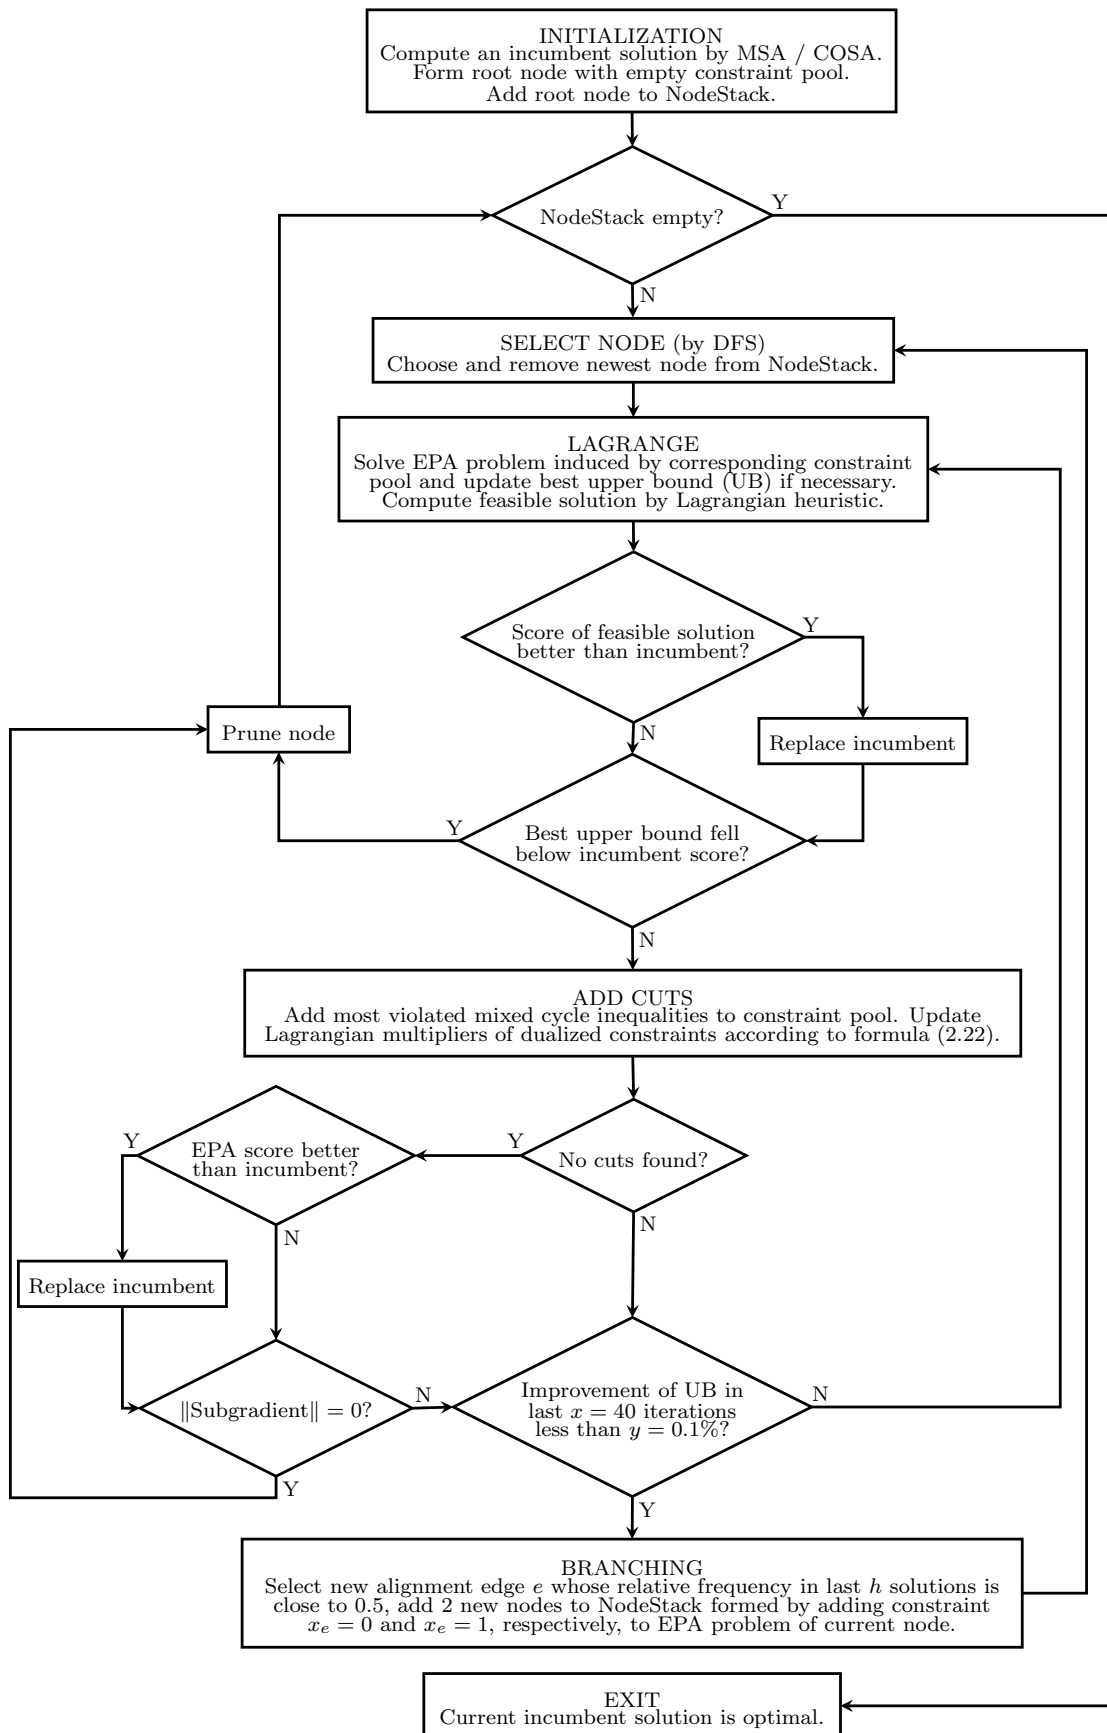 INITIALIZATION
Compute an incumbent solution by MSA / COSA.
Form root node with empty constraint pool.
Add root node to NodeStack.
NodeStack empty?
Y
N
SELECT NODE (by DFS)
Choose and remove newest node from NodeStack.
LAGRANGE
Solve EPA problem induced by corresponding constraint
pool and update best upper bound (UB) if necessary.
Compute feasible solution by Lagrangian heuristic.
Score of feasible solution
better than incumbent?
Y
N
Prune node
Replace incumbent
Best upper bound fell
below incumbent score?
Y
N
ADD CUTS
Add most violated mixed cycle inequalities to constraint pool. Update
Lagrangian multipliers of dualized constraints according to formula (2.22).
No cuts found?
Y
N
EPA score better
than incumbent?
Y
N
Replace incumbent
‖Subgradient‖ = 0?
N
Y
Improvement of UB in
last x = 40 iterations
less than y = 0.1%?
N
Y
BRANCHING
Select new alignment edge e whose relative frequency in last h solutions is
close to 0.5, add 2 new nodes to NodeStack formed by adding constraint
x_e = 0 and x_e = 1, respectively, to EPA problem of current node.
EXIT
Current incumbent solution is optimal.